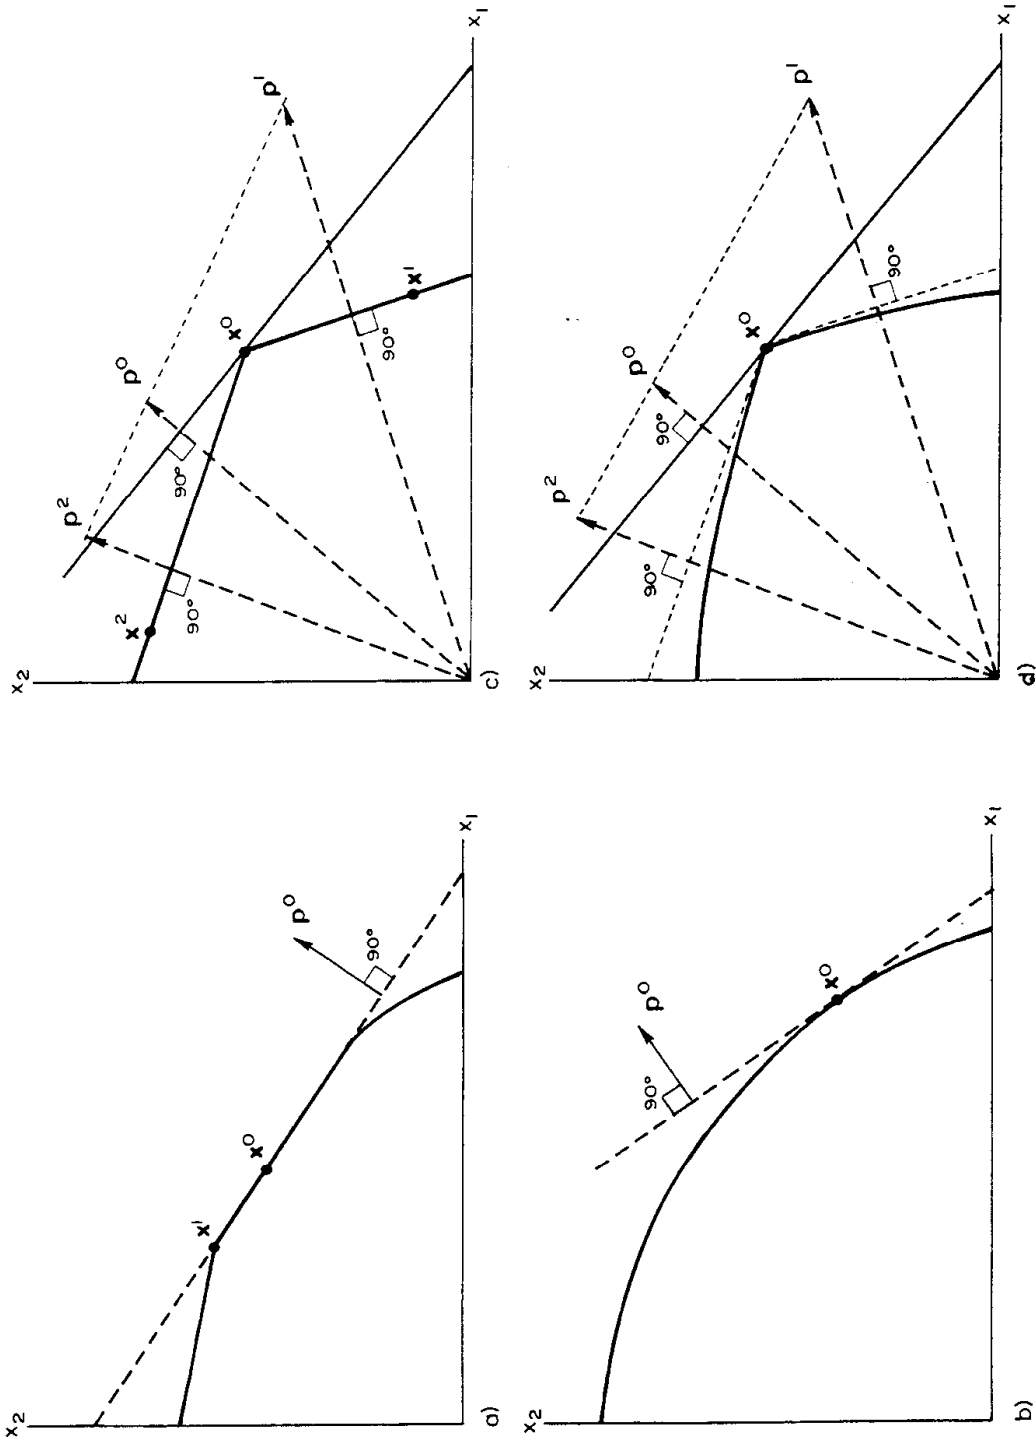 x₂
x¹
x⁰
p⁰
90°
x₁
a)
x₂
90°
p⁰
x⁰
x₁
b)
x₂
x²
p²
p⁰
x⁰
p¹
x¹
90°
90°
90°
x₁
c)
x₂
p²
p⁰
x⁰
p¹
90°
90°
90°
x₁
d)